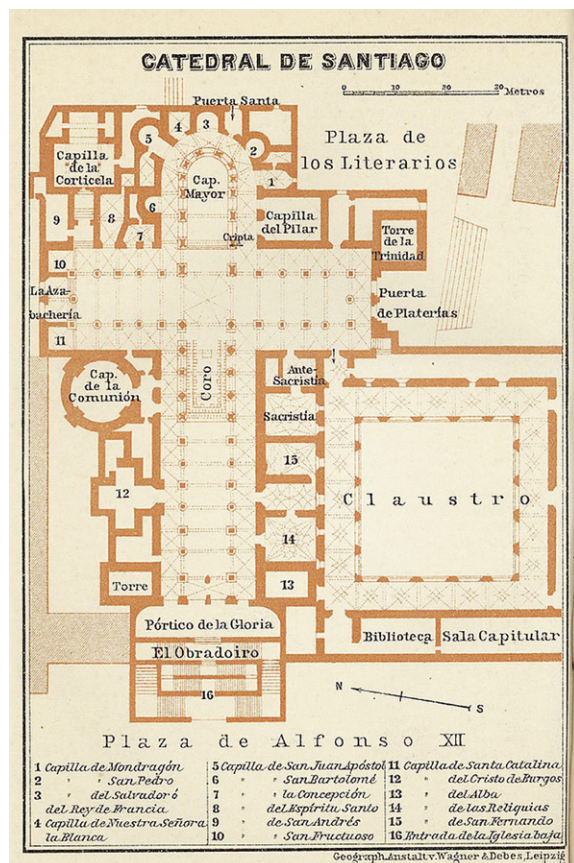 CATEDRAL DE SANTIAGO
0 10 20 30
Metros
Puerta Santa
Plaza de
los Literarios
4
3
5
2
Capilla
de la
Corticela
Cap.
Mayor
1
9
8
6
7
Capilla
del Pilar
Torre
de la
Trinidad
Cripta
10
La Aza-
bachería
11
Puerta
de Platerías
Cap.
de la
Comunión
Coro
Ante-
Sacristia
Sacristia
15
12
14
Claustro
Torre
13
Pórtico de la Gloria
El Obradoiro
Biblioteca
Sala Capitular
16
N
S
Plaza de Alfonso XII
1 Capilla de Mondragón
2 " " San Pedro
3 " " del Salvador ó
del Rey de Francia
4 Capilla de Nuestra Señora
la Blanca
5 Capilla de San Juan Apóstol
6 " " San Bartolomé
7 " " la Concepción
8 " del Espíritu Santo
9 " de San Andrés
10 " " San Fructuoso
11 Capilla de Santa Catalina
12 " del Cristo de Burgos
13 " del Alba
14 " de las Reliquias
15 " de San Fernando
16 Entrada de la Iglesia baja
Geograph. Anstalt v. Wagner & Debes, Leipzig